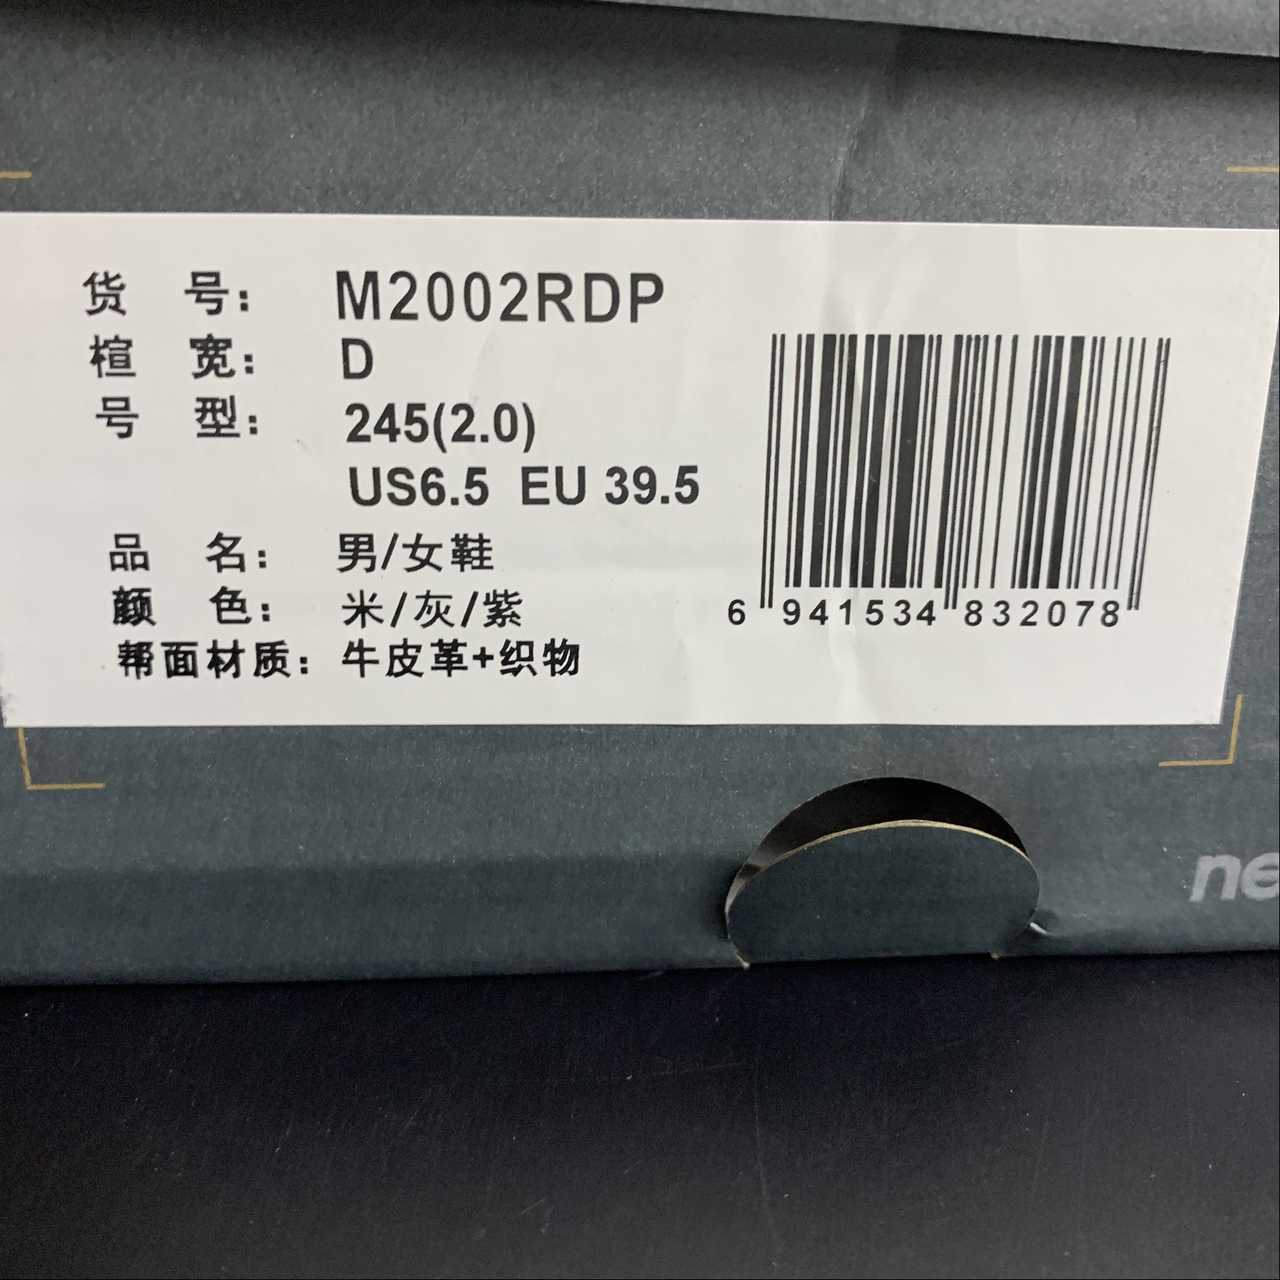 货 号： M2002RDP
楦 宽： D
号 型： 245(2.0)
US6.5 EU 39.5
品 名： 男/女鞋
颜 色： 米/灰/紫
帮面材质：牛皮革+织物
6 941534 832078
ne